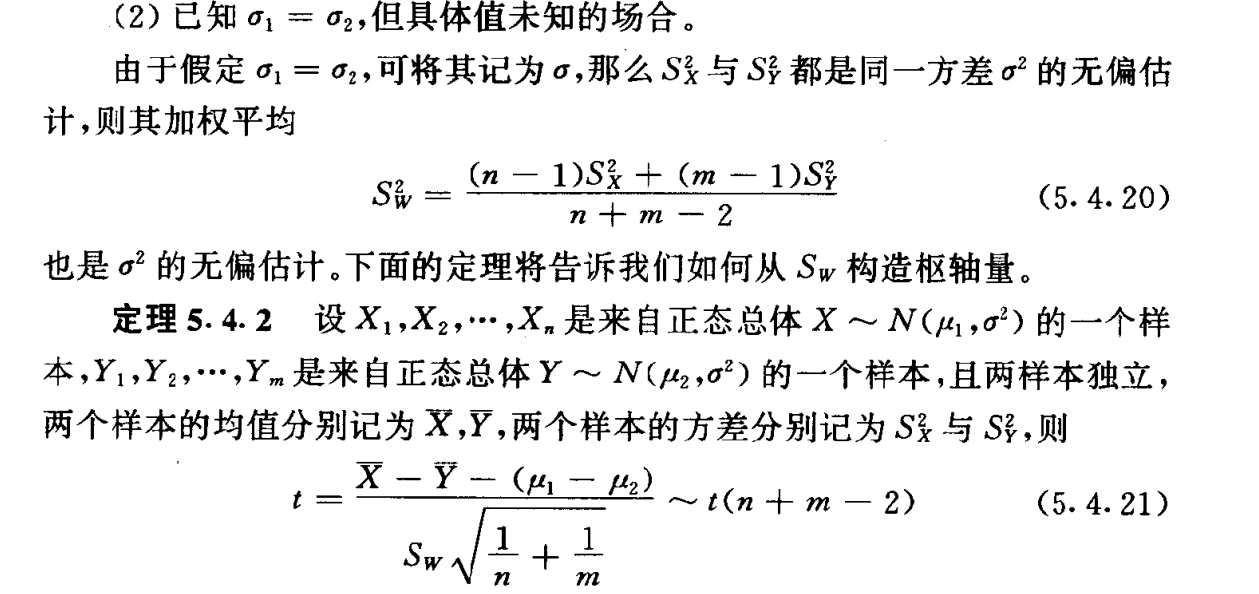 (2) 已知 σ₁ = σ₂,但具体值未知的场合。
由于假定 σ₁ = σ₂,可将其记为 σ,那么 S²_X 与 S²_Y 都是同一方差 σ² 的无偏估
计,则其加权平均
S²_W = \frac{(n - 1)S²_X + (m - 1)S²_Y}{n + m - 2} (5.4.20)
也是 σ² 的无偏估计。下面的定理将告诉我们如何从 S_W 构造枢轴量。
定理 5.4.2 设 X₁,X₂,⋯,Xₙ 是来自正态总体 X ~ N(μ₁,σ²) 的一个样
本,Y₁,Y₂,⋯,Yₘ 是来自正态总体 Y ~ N(μ₂,σ²) 的一个样本,且两样本独立,
两个样本的均值分别记为 X̄,Ȳ,两个样本的方差分别记为 S²_X 与 S²_Y,则
t = \frac{X̄ - Ȳ - (μ₁ - μ₂)}{S_W \sqrt{\frac{1}{n} + \frac{1}{m}}} ~ t(n + m - 2) (5.4.21)